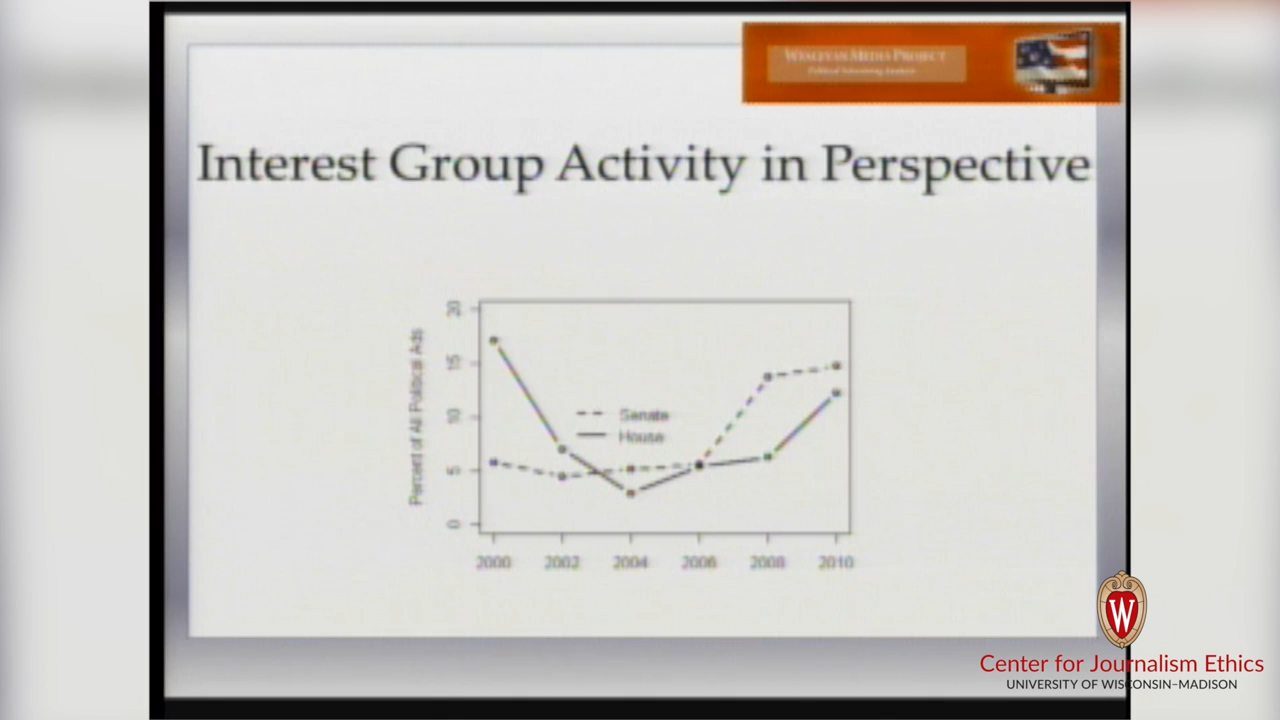 WESLEYAN MEDIA PROJECT
Political Advertising Analysis
Interest Group Activity in Perspective
Percent of All Political Ads
20
15
10
5
0
Senate
House
2000 2002 2004 2006 2008 2010
W
Center for Journalism Ethics
UNIVERSITY OF WISCONSIN–MADISON